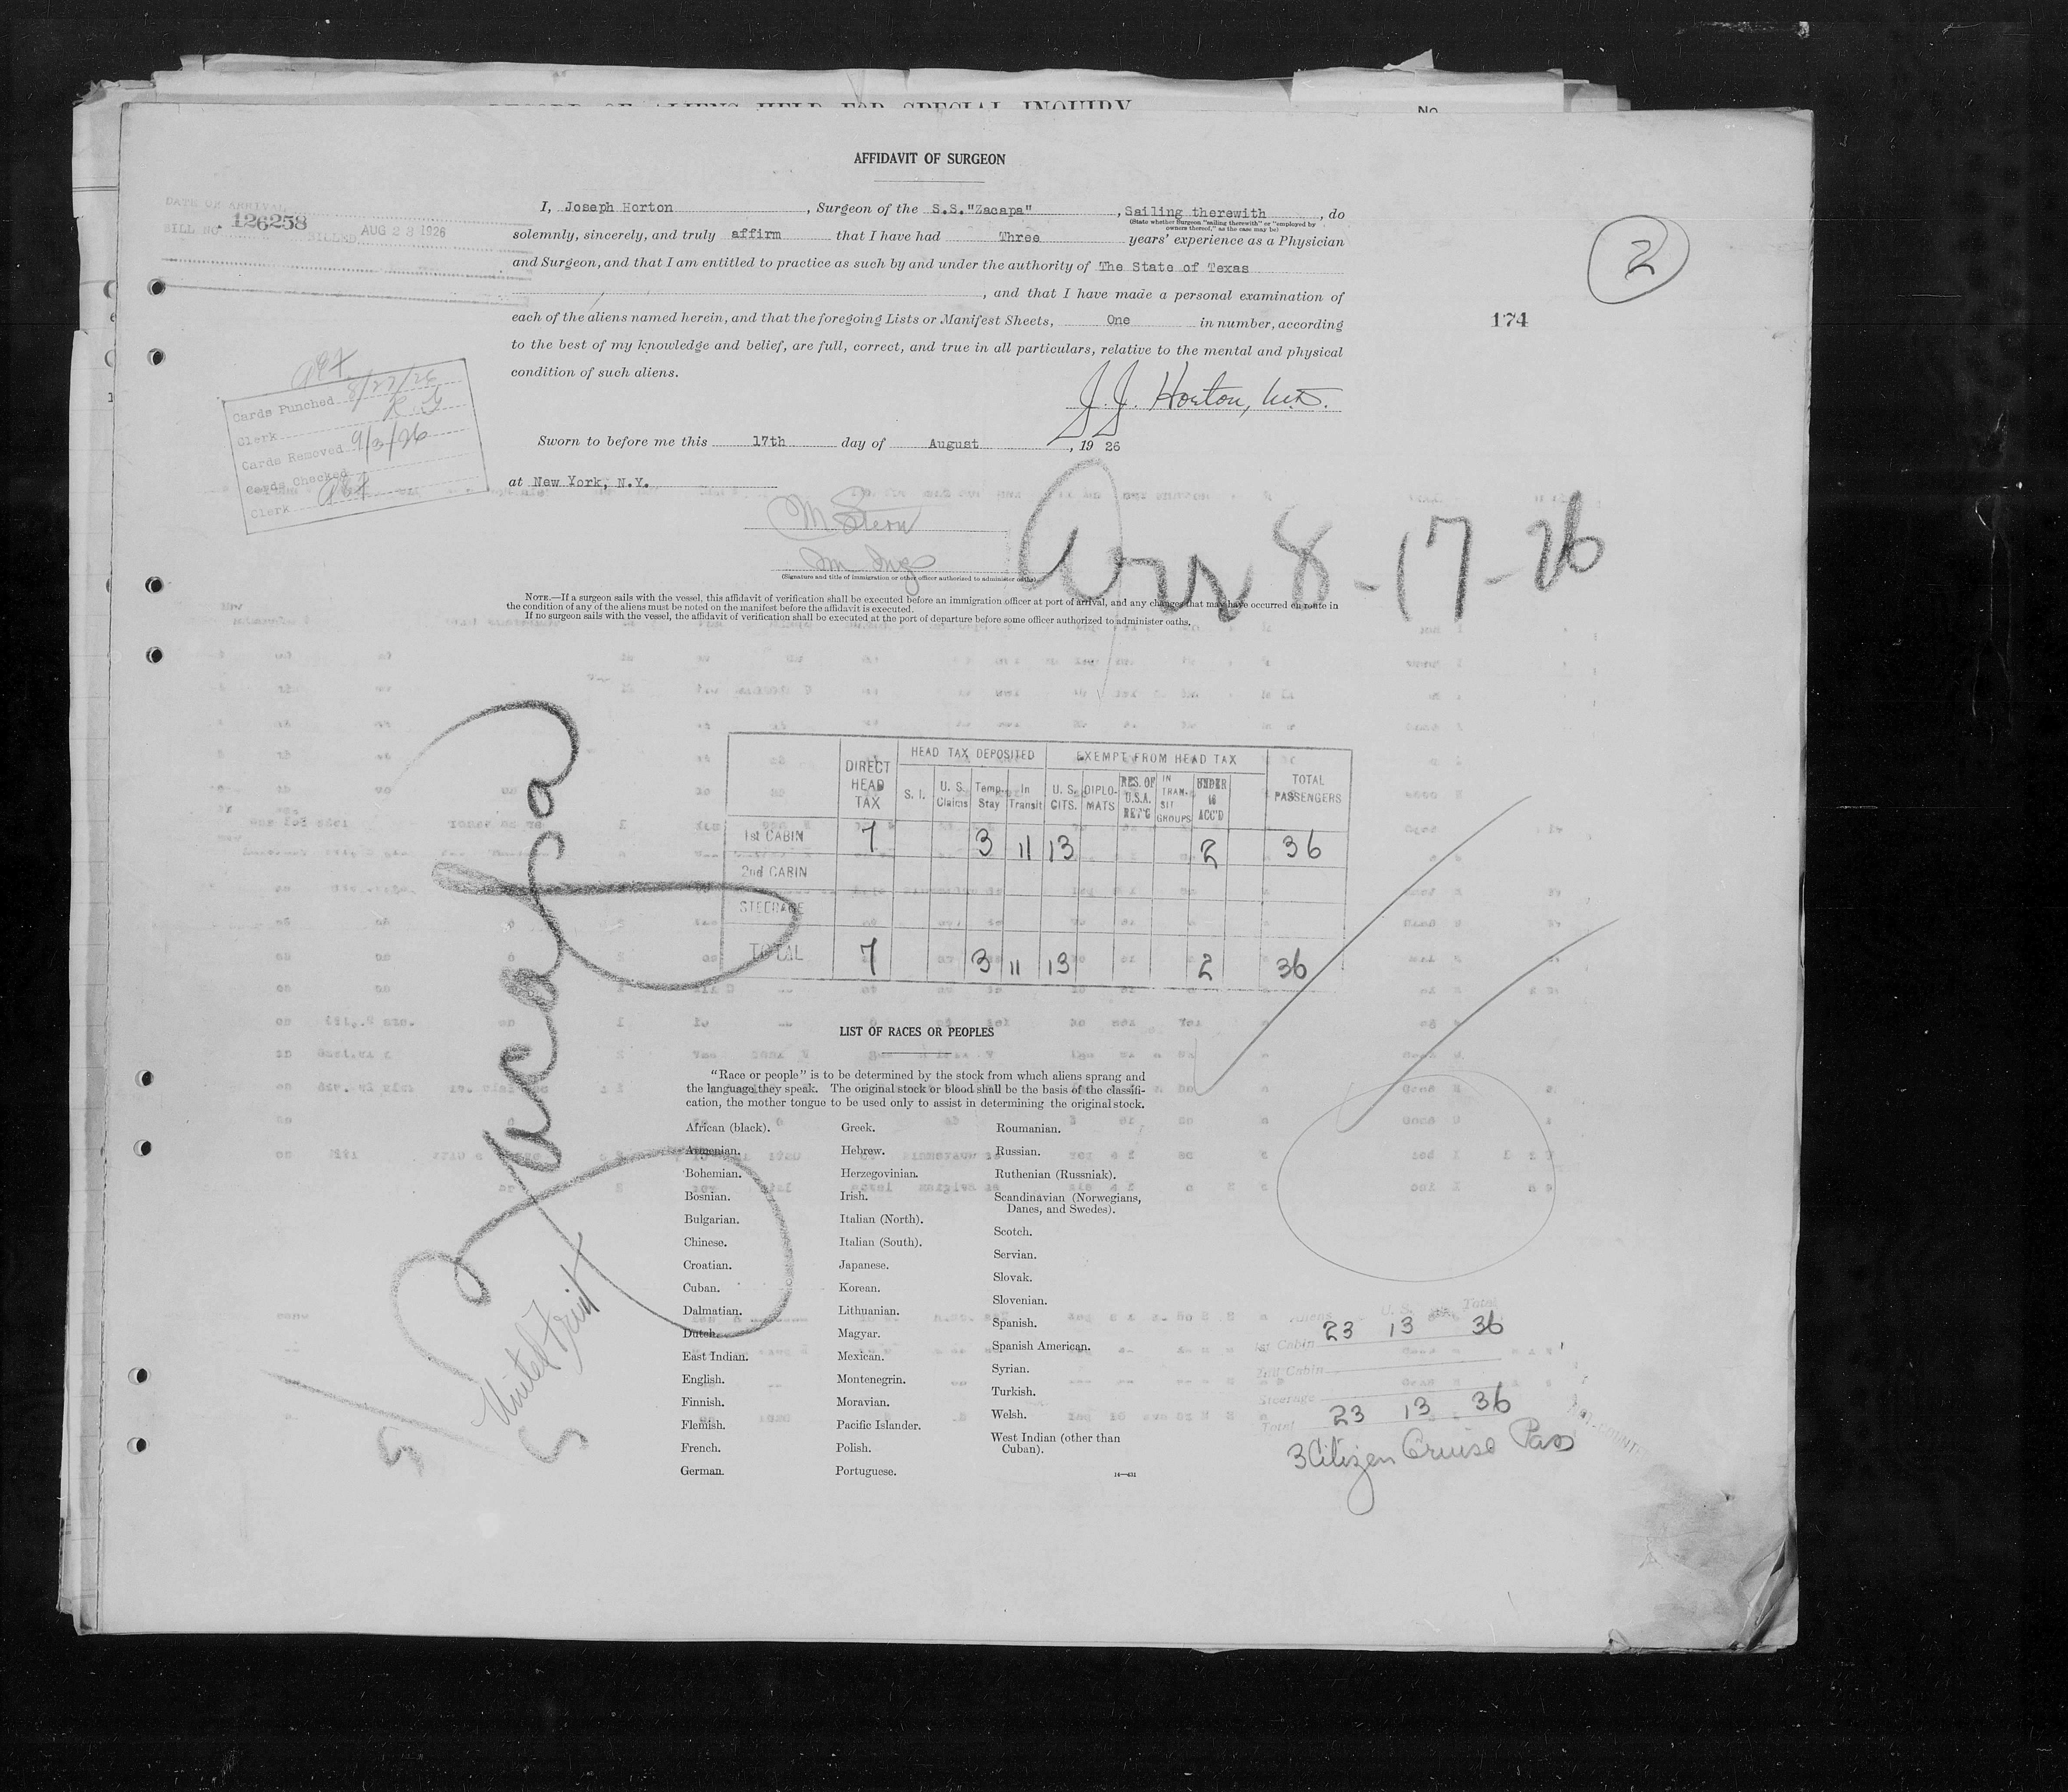 RECORD OF ALIENS HELD FOR SPECIAL INQUIRY
No
AFFIDAVIT OF SURGEON
DATE OF ARRIVAL
BILL NO. 126258 BILLED AUG 23 1926
I, Joseph Horton, Surgeon of the S.S."Zacapa", Sailing therewith, do
(State whether Surgeon "sailing therewith" or "employed by
owners thereof," as the case may be)
solemnly, sincerely, and truly affirm that I have had Three years' experience as a Physician
and Surgeon, and that I am entitled to practice as such by and under the authority of The State of Texas
, and that I have made a personal examination of
each of the aliens named herein, and that the foregoing Lists or Manifest Sheets, One in number, according
to the best of my knowledge and belief, are full, correct, and true in all particulars, relative to the mental and physical
condition of such aliens.
2
174
J. J. Horton, M.D.
Cards Punched 8/27/26
Clerk
Cards Removed 9/3/26
Cards Checked
Clerk
Sworn to before me this 17th day of August, 19 26
at New York, N.Y.
M Stern
Imm Insp
(Signature and title of immigration or other officer authorized to administer oaths)
Arr 8-17-26
NOTE.—If a surgeon sails with the vessel, this affidavit of verification shall be executed before an immigration officer at port of arrival, and any changes that may have occurred en route in
the condition of any of the aliens must be noted on the manifest before the affidavit is executed.
If no surgeon sails with the vessel, the affidavit of verification shall be executed at the port of departure before some officer authorized to administer oaths.
Zacapa
United Fruit
DIRECT HEAD TAX | HEAD TAX DEPOSITED | EXEMPT FROM HEAD TAX | TOTAL PASSENGERS
S. I. | U. S. Claims | Temp. Stay | In Transit | U. S. CITS. | DIPLOMATS | RES. OF U.S.A. RET'G | IN TRANSIT GROUPS | UNDER 16 ACC'D
1st CABIN 7 3 11 13 2 36
2nd CABIN
STEERAGE
TOTAL 7 3 11 13 2 36
LIST OF RACES OR PEOPLES
"Race or people" is to be determined by the stock from which aliens sprang and
the language they speak. The original stock or blood shall be the basis of the classifi-
cation, the mother tongue to be used only to assist in determining the original stock.
African (black).
Armenian.
Bohemian.
Bosnian.
Bulgarian.
Chinese.
Croatian.
Cuban.
Dalmatian.
Dutch.
East Indian.
English.
Finnish.
Flemish.
French.
German.
Greek.
Hebrew.
Herzegovinian.
Irish.
Italian (North).
Italian (South).
Japanese.
Korean.
Lithuanian.
Magyar.
Mexican.
Montenegrin.
Moravian.
Pacific Islander.
Polish.
Portuguese.
Roumanian.
Russian.
Ruthenian (Russniak).
Scandinavian (Norwegians,
Danes, and Swedes).
Scotch.
Servian.
Slovak.
Slovenian.
Spanish.
Spanish American.
Syrian.
Turkish.
Welsh.
West Indian (other than
Cuban).
Aliens U. S. Total
1st Cabin 23 13 36
2nd Cabin
Steerage
Total 23 13 36
3 Citizen Cruise Pass